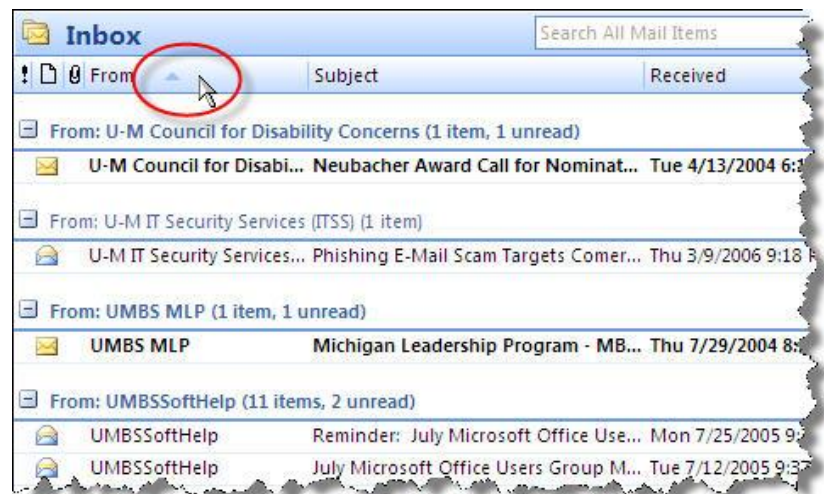 Inbox Search All Mail Items
From Subject Received
From: U-M Council for Disability Concerns (1 item, 1 unread)
U-M Council for Disabi... Neubacher Award Call for Nominat... Tue 4/13/2004
From: U-M IT Security Services (ITSS) (1 item)
U-M IT Security Services... Phishing E-Mail Scam Targets Comer... Thu 3/9/2006 9:18
From: UMBS MLP (1 item, 1 unread)
UMBS MLP Michigan Leadership Program - MB... Thu 7/29/2004
From: UMBSSoftHelp (11 items, 2 unread)
UMBSSoftHelp Reminder: July Microsoft Office Use... Mon 7/25/2005
UMBSSoftHelp July Microsoft Office Users Group M... Tue 7/12/2005 9:37